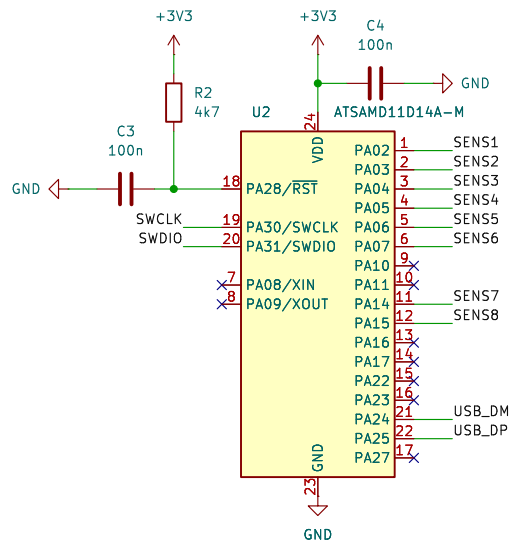 +3V3
+3V3
C4
100n
GND
R2
4k7
U2
ATSAMD11D14A-M
C3
100n
GND
24
VDD
18 PA28/RST
SWCLK 19 PA30/SWCLK
SWDIO 20 PA31/SWDIO
7 PA08/XIN
8 PA09/XOUT
PA02 1 SENS1
PA03 2 SENS2
PA04 3 SENS3
PA05 4 SENS4
PA06 5 SENS5
PA07 6 SENS6
PA10 9
PA11 10
PA14 11 SENS7
PA15 12 SENS8
PA16 13
PA17 14
PA22 15
PA23 16
PA24 21 USB_DM
PA25 22 USB_DP
PA27 17
GND
23
GND